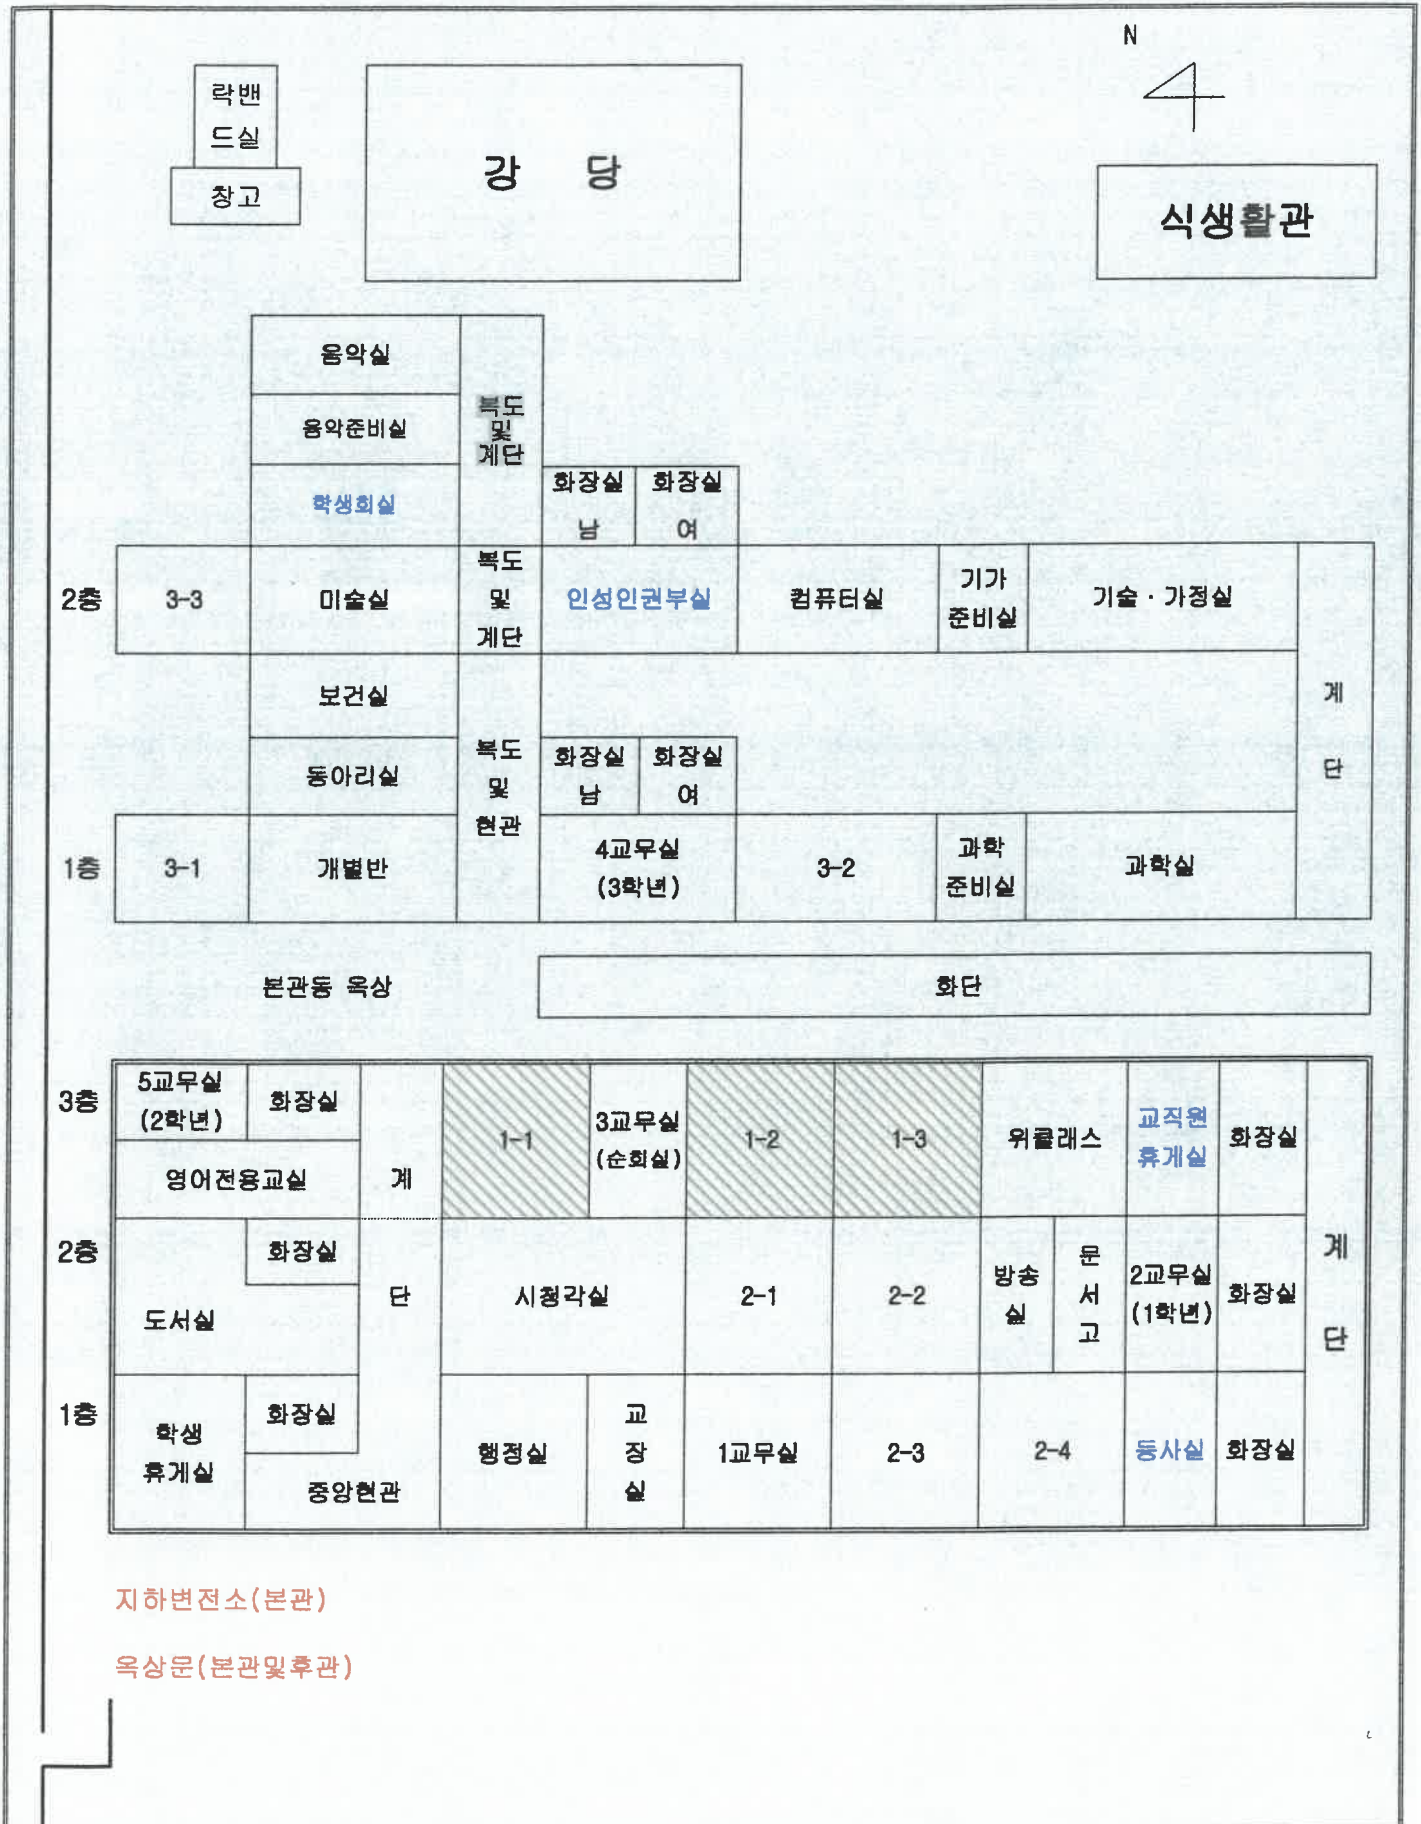 N
락밴
드실
창고
강 당
식생활관
음악실
음악준비실
학생회실
복도
및
계단
화장실
남
화장실
여
2층
3-3
미술실
복도
및
계단
인성인권부실
컴퓨터실
기가
준비실
기술 · 가정실
보건실
동아리실
복도
및
현관
화장실
남
화장실
여
계
단
1층
3-1
개별반
4교무실
(3학년)
3-2
과학
준비실
과학실
본관동 옥상
화단
3층
5교무실
(2학년)
화장실
영어전용교실
계
단
1-1
3교무실
(순회실)
1-2
1-3
위클래스
교직원
휴게실
화장실
2층
도서실
화장실
시청각실
2-1
2-2
방송
실
문
서
고
2교무실
(1학년)
화장실
계
단
1층
학생
휴게실
화장실
중앙현관
행정실
교
장
실
1교무실
2-3
2-4
등사실
화장실
지하변전소(본관)
옥상문(본관및후관)